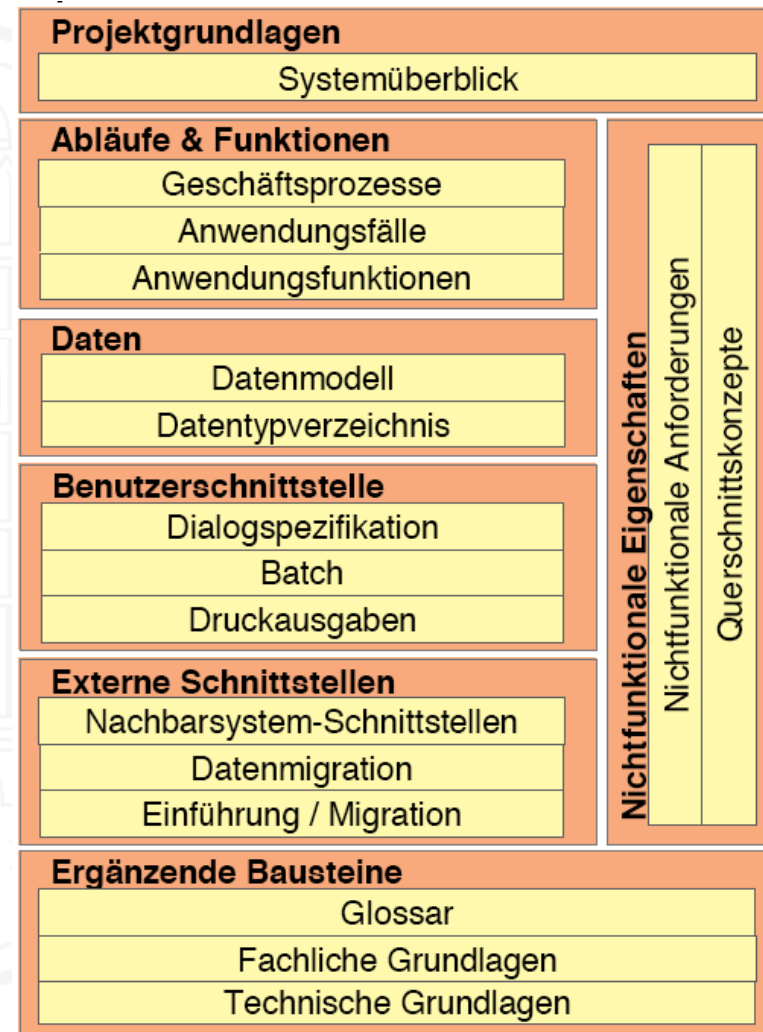 Projektgrundlagen
Systemüberblick
Abläufe & Funktionen
Geschäftsprozesse
Anwendungsfälle
Anwendungsfunktionen
Daten
Datenmodell
Datentypverzeichnis
Benutzerschnittstelle
Dialogspezifikation
Batch
Druckausgaben
Externe Schnittstellen
Nachbarsystem-Schnittstellen
Datenmigration
Einführung / Migration
Nichtfunktionale Eigenschaften
Nichtfunktionale Anforderungen
Querschnittskonzepte
Ergänzende Bausteine
Glossar
Fachliche Grundlagen
Technische Grundlagen